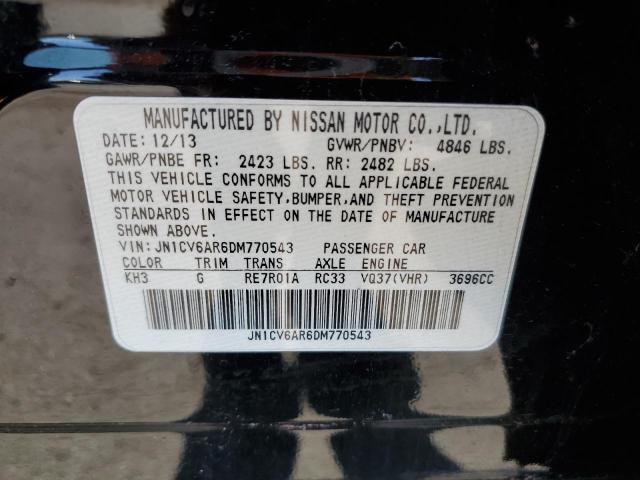 MANUFACTURED BY NISSAN MOTOR CO.,LTD.
DATE: 12/13 GVWR/PNBV: 4846 LBS.
GAWR/PNBE FR: 2423 LBS. RR: 2482 LBS.
THIS VEHICLE CONFORMS TO ALL APPLICABLE FEDERAL
MOTOR VEHICLE SAFETY,BUMPER,AND THEFT PREVENTION
STANDARDS IN EFFECT ON THE DATE OF MANUFACTURE
SHOWN ABOVE.
VIN: JN1CV6AR6DM770543 PASSENGER CAR
COLOR TRIM TRANS AXLE ENGINE
KH3 G RE7R01A RC33 VQ37(VHR) 3696CC
JN1CV6AR6DM770543